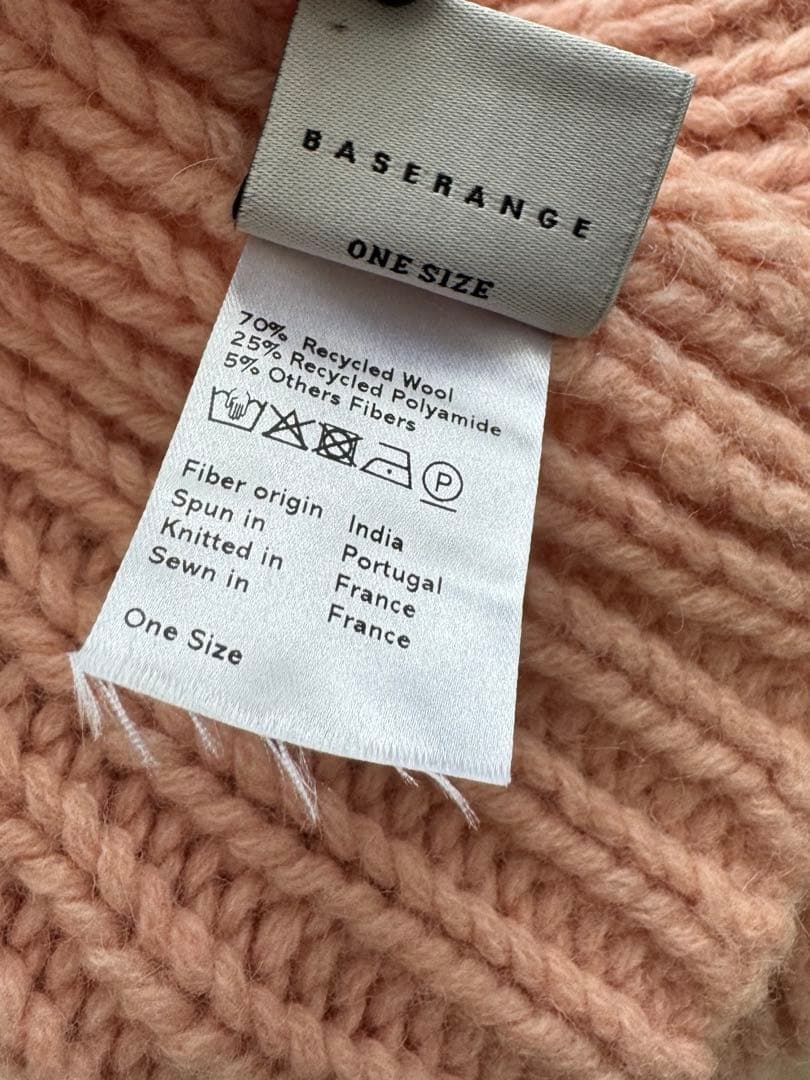 BASERANGE
ONE SIZE
70% Recycled Wool
25% Recycled Polyamide
5% Others Fibers
P
Fiber origin India
Spun in Portugal
Knitted in France
Sewn in France
One Size